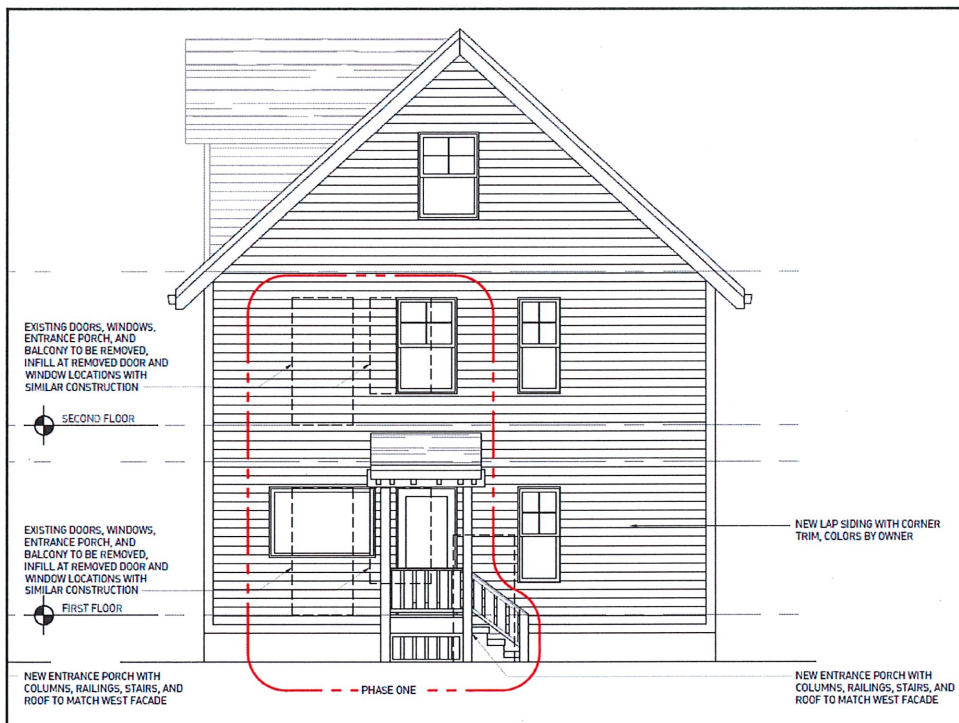 EXISTING DOORS, WINDOWS,
ENTRANCE PORCH, AND
BALCONY TO BE REMOVED,
INFILL AT REMOVED DOOR AND
WINDOW LOCATIONS WITH
SIMILAR CONSTRUCTION
SECOND FLOOR
EXISTING DOORS, WINDOWS,
ENTRANCE PORCH, AND
BALCONY TO BE REMOVED,
INFILL AT REMOVED DOOR AND
WINDOW LOCATIONS WITH
SIMILAR CONSTRUCTION
FIRST FLOOR
NEW LAP SIDING WITH CORNER
TRIM, COLORS BY OWNER
NEW ENTRANCE PORCH WITH
COLUMNS, RAILINGS, STAIRS, AND
ROOF TO MATCH WEST FACADE
PHASE ONE
NEW ENTRANCE PORCH WITH
COLUMNS, RAILINGS, STAIRS, AND
ROOF TO MATCH WEST FACADE